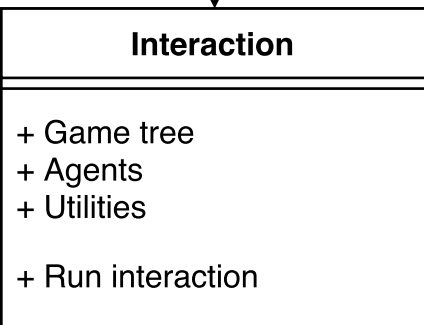 Interaction
+ Game tree
+ Agents
+ Utilities
+ Run interaction